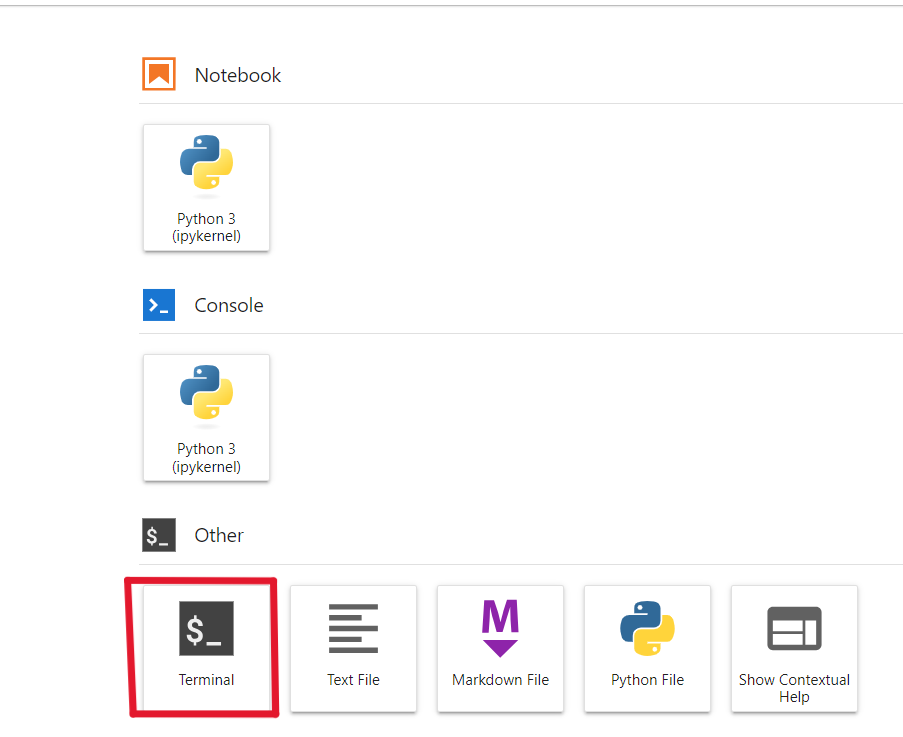 Notebook
Python 3
(ipykernel)
>_
Console
Python 3
(ipykernel)
$_
Other
$_
Terminal
Text File
M
Markdown File
Python File
Show Contextual
Help